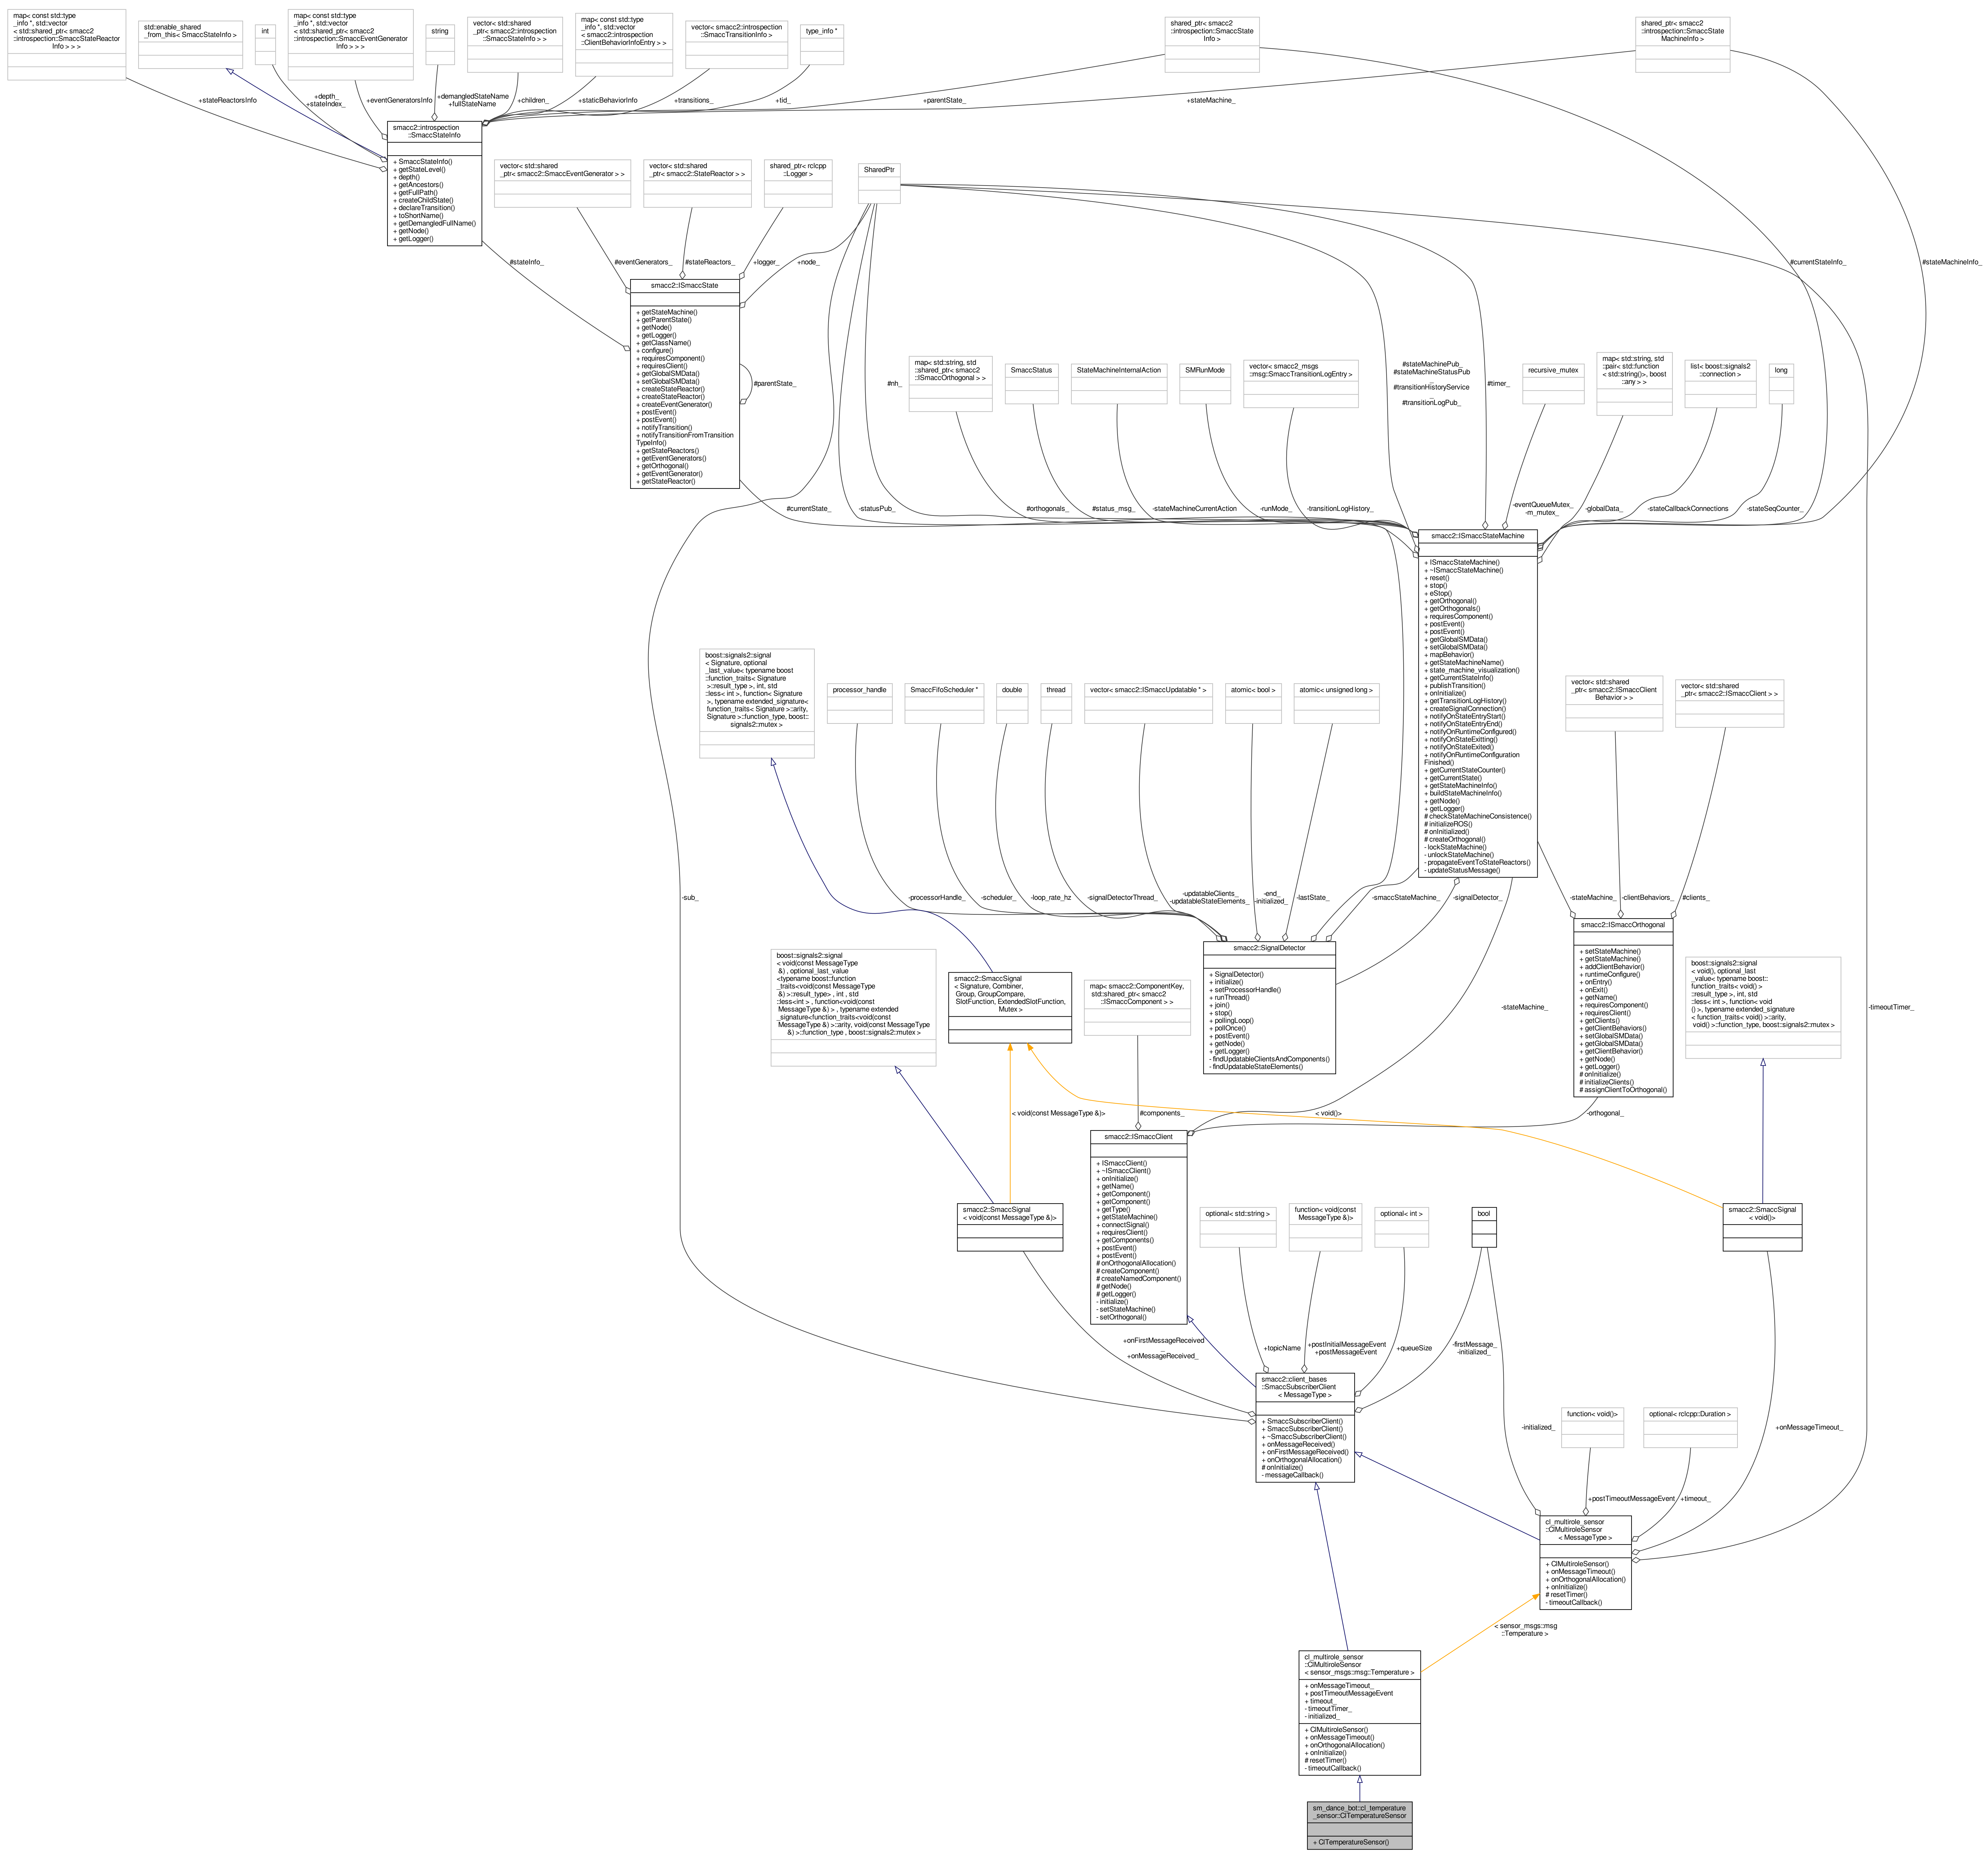 map< const std::type
_info *, std::vector
< std::shared_ptr< smacc2
::introspection::SmaccStateReactor
Info > > >
std::enable_shared
_from_this< SmaccStateInfo >
int
map< const std::type
_info *, std::vector
< std::shared_ptr< smacc2
::introspection::SmaccEventGenerator
Info > > >
string
vector< std::shared
_ptr< smacc2::introspection
::SmaccStateInfo > >
map< const std::type
_info *, std::vector
< smacc2::introspection
::ClientBehaviorInfoEntry > >
vector< smacc2::introspection
::SmaccTransitionInfo >
type_info *
shared_ptr< smacc2
::introspection::SmaccState
Info >
shared_ptr< smacc2
::introspection::SmaccState
MachineInfo >
+stateReactorsInfo
+depth_
+stateIndex_
+eventGeneratorsInfo
+demangledStateName
+fullStateName
+children_
+staticBehaviorInfo
+transitions_
+tid_
+parentState_
+stateMachine_
smacc2::introspection
::SmaccStateInfo
+ SmaccStateInfo()
+ getStateLevel()
+ depth()
+ getAncestors()
+ getFullPath()
+ createChildState()
+ declareTransition()
+ toShortName()
+ getDemangledFullName()
+ getNode()
+ getLogger()
vector< std::shared
_ptr< smacc2::SmaccEventGenerator > >
vector< std::shared
_ptr< smacc2::StateReactor > >
shared_ptr< rclcpp
::Logger >
SharedPtr
#stateInfo_
#eventGenerators_
#stateReactors_
+logger_
+node_
#currentStateInfo_
#stateMachineInfo_
smacc2::ISmaccState
+ getStateMachine()
+ getParentState()
+ getNode()
+ getLogger()
+ getClassName()
+ configure()
+ requiresComponent()
+ requiresClient()
+ getGlobalSMData()
+ setGlobalSMData()
+ createStateReactor()
+ createStateReactor()
+ createEventGenerator()
+ postEvent()
+ postEvent()
+ notifyTransition()
+ notifyTransitionFromTransition
TypeInfo()
+ getStateReactors()
+ getEventGenerators()
+ getOrthogonal()
+ getEventGenerator()
+ getStateReactor()
#parentState_
#nh_
map< std::string, std
::shared_ptr< smacc2
::ISmaccOrthogonal > >
SmaccStatus
StateMachineInternalAction
SMRunMode
vector< smacc2_msgs
::msg::SmaccTransitionLogEntry >
#stateMachinePub_
#stateMachineStatusPub
_
#transitionHistoryService
_
#transitionLogPub_
#timer_
recursive_mutex
map< std::string, std
::pair< std::function
< std::string()>, boost
::any > >
list< boost::signals2
::connection >
long
#currentState_
-statusPub_
#orthogonals_
#status_msg_
-stateMachineCurrentAction
-runMode_
-transitionLogHistory_
-eventQueueMutex_
-m_mutex_
-globalData_
-stateCallbackConnections
-stateSeqCounter_
smacc2::ISmaccStateMachine
+ ISmaccStateMachine()
+ ~ISmaccStateMachine()
+ reset()
+ stop()
+ eStop()
+ getOrthogonal()
+ getOrthogonals()
+ requiresComponent()
+ postEvent()
+ postEvent()
+ getGlobalSMData()
+ setGlobalSMData()
+ mapBehavior()
+ getStateMachineName()
+ state_machine_visualization()
+ getCurrentStateInfo()
+ publishTransition()
+ onInitialize()
+ getTransitionLogHistory()
+ createSignalConnection()
+ notifyOnStateEntryStart()
+ notifyOnStateEntryEnd()
+ notifyOnRuntimeConfigured()
+ notifyOnStateExitting()
+ notifyOnStateExited()
+ notifyOnRuntimeConfiguration
Finished()
+ getCurrentStateCounter()
+ getCurrentState()
+ getStateMachineInfo()
+ buildStateMachineInfo()
+ getNode()
+ getLogger()
# checkStateMachineConsistence()
# initializeROS()
# onInitialized()
# createOrthogonal()
- lockStateMachine()
- unlockStateMachine()
- propagateEventToStateReactors()
- updateStatusMessage()
boost::signals2::signal
< Signature, optional
_last_value< typename boost
::function_traits< Signature
>::result_type >, int, std
::less< int >, function< Signature
>, typename extended_signature<
function_traits< Signature >::arity,
Signature >::function_type, boost::
signals2::mutex >
processor_handle
SmaccFifoScheduler *
double
thread
vector< smacc2::ISmaccUpdatable * >
atomic< bool >
atomic< unsigned long >
vector< std::shared
_ptr< smacc2::ISmaccClient
Behavior > >
vector< std::shared
_ptr< smacc2::ISmaccClient > >
-sub_
-processorHandle_
-scheduler_
-loop_rate_hz
-signalDetectorThread_
-updatableClients_
-updatableStateElements_
-end_
-initialized_
-lastState_
-smaccStateMachine_
-signalDetector_
-stateMachine_
-clientBehaviors_
#clients_
smacc2::SignalDetector
+ SignalDetector()
+ initialize()
+ setProcessorHandle()
+ runThread()
+ join()
+ stop()
+ pollingLoop()
+ pollOnce()
+ postEvent()
+ getNode()
+ getLogger()
- findUpdatableClientsAndComponents()
- findUpdatableStateElements()
smacc2::ISmaccOrthogonal
+ setStateMachine()
+ getStateMachine()
+ addClientBehavior()
+ runtimeConfigure()
+ onEntry()
+ onExit()
+ getName()
+ requiresComponent()
+ requiresClient()
+ getClients()
+ getClientBehaviors()
+ setGlobalSMData()
+ getGlobalSMData()
+ getClientBehavior()
+ getNode()
+ getLogger()
# onInitialize()
# initializeClients()
# assignClientToOrthogonal()
boost::signals2::signal
< void(const MessageType
&) , optional_last_value
<typename boost::function
_traits<void(const MessageType
&) >::result_type> , int , std
::less<int > , function<void(const
MessageType &) > , typename extended
_signature<function_traits<void(const
MessageType &) >::arity, void(const MessageType
&) >::function_type , boost::signals2::mutex >
smacc2::SmaccSignal
< Signature, Combiner,
Group, GroupCompare,
SlotFunction, ExtendedSlotFunction,
Mutex >
map< smacc2::ComponentKey,
std::shared_ptr< smacc2
::ISmaccComponent > >
boost::signals2::signal
< void(), optional_last
_value< typename boost::
function_traits< void() >
::result_type >, int, std
::less< int >, function< void
() >, typename extended_signature
< function_traits< void() >::arity,
void() >::function_type, boost::signals2::mutex >
-stateMachine_
-timeoutTimer_
< void(const MessageType &)>
#components_
< void()>
-orthogonal_
smacc2::ISmaccClient
+ ISmaccClient()
+ ~ISmaccClient()
+ onInitialize()
+ getName()
+ getComponent()
+ getComponent()
+ getType()
+ getStateMachine()
+ connectSignal()
+ requiresClient()
+ getComponents()
+ postEvent()
+ postEvent()
# onOrthogonalAllocation()
# createComponent()
# createNamedComponent()
# getNode()
# getLogger()
- initialize()
- setStateMachine()
- setOrthogonal()
smacc2::SmaccSignal
< void(const MessageType &)>
optional< std::string >
function< void(const
MessageType &)>
optional< int >
bool
smacc2::SmaccSignal
< void()>
+onFirstMessageReceived
_
+onMessageReceived_
+topicName
+postInitialMessageEvent
+postMessageEvent
+queueSize
-firstMessage_
-initialized_
smacc2::client_bases
::SmaccSubscriberClient
< MessageType >
+ SmaccSubscriberClient()
+ SmaccSubscriberClient()
+ ~SmaccSubscriberClient()
+ onMessageReceived()
+ onFirstMessageReceived()
+ onOrthogonalAllocation()
# onInitialize()
- messageCallback()
function< void()>
optional< rclcpp::Duration >
-initialized_
+onMessageTimeout_
+postTimeoutMessageEvent
+timeout_
cl_multirole_sensor
::ClMultiroleSensor
< MessageType >
+ ClMultiroleSensor()
+ onMessageTimeout()
+ onOrthogonalAllocation()
+ onInitialize()
# resetTimer()
- timeoutCallback()
< sensor_msgs::msg
::Temperature >
cl_multirole_sensor
::ClMultiroleSensor
< sensor_msgs::msg::Temperature >
+ onMessageTimeout_
+ postTimeoutMessageEvent
+ timeout_
- timeoutTimer_
- initialized_
+ ClMultiroleSensor()
+ onMessageTimeout()
+ onOrthogonalAllocation()
+ onInitialize()
# resetTimer()
- timeoutCallback()
sm_dance_bot::cl_temperature
_sensor::ClTemperatureSensor
+ ClTemperatureSensor()